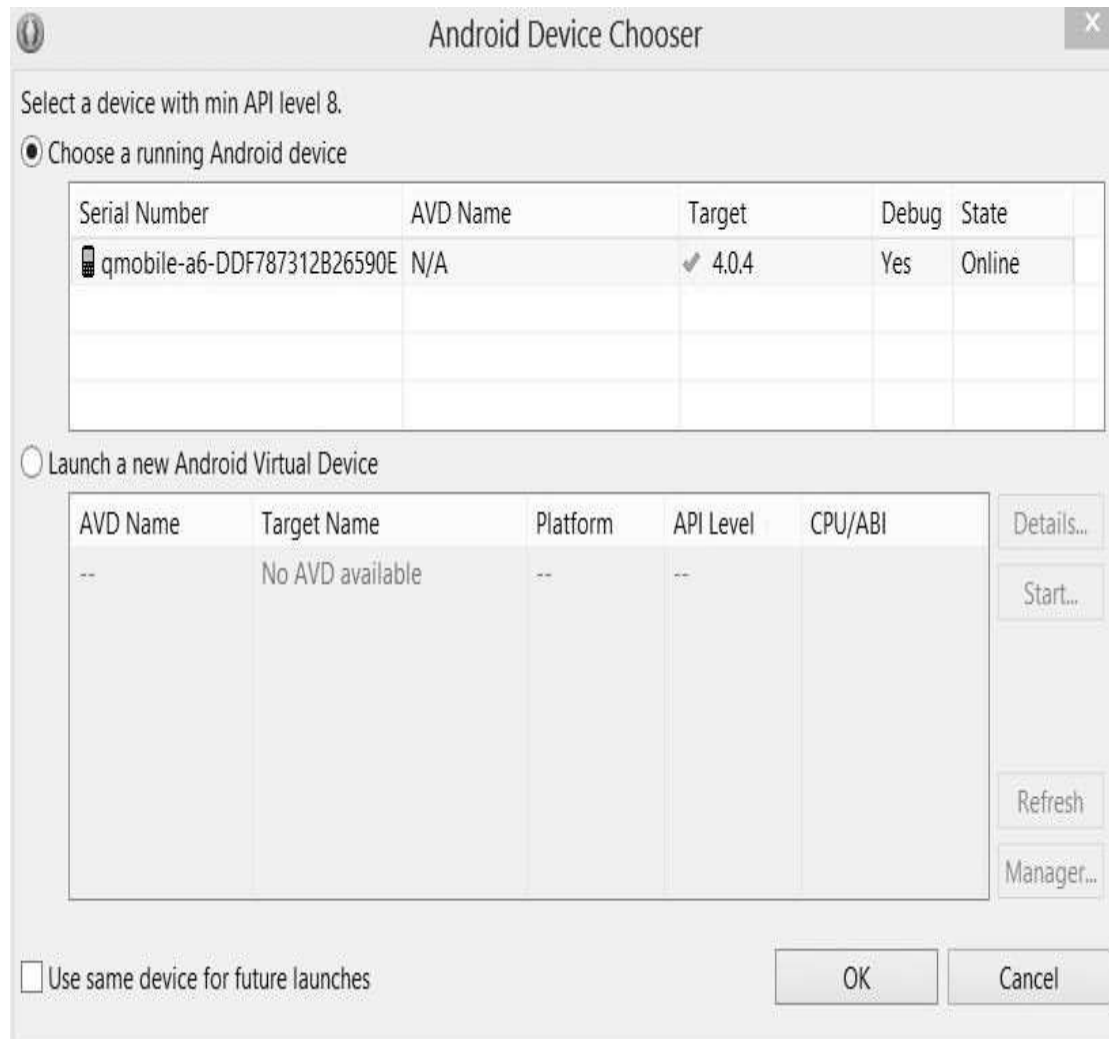 Android Device Chooser
X
Select a device with min API level 8.
Choose a running Android device
Serial Number AVD Name Target Debug State
qmobile-a6-DDF787312B26590E N/A 4.0.4 Yes Online
Launch a new Android Virtual Device
AVD Name Target Name Platform API Level CPU/ABI
Details...
-- No AVD available -- --
Start...
Refresh
Manager...
Use same device for future launches
OK Cancel